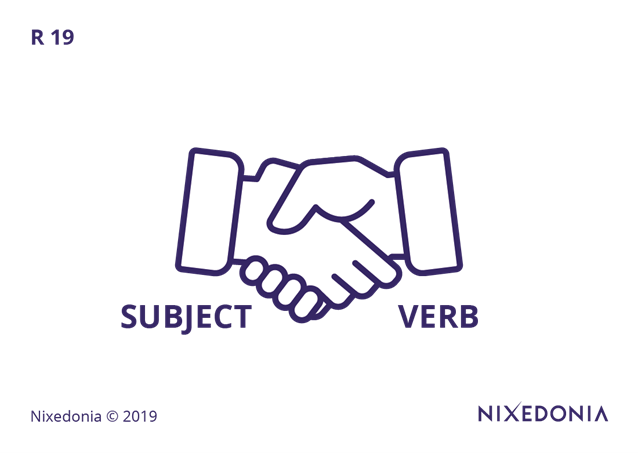 R 19
SUBJECT
VERB
Nixedonia © 2019
NIXEDONIA